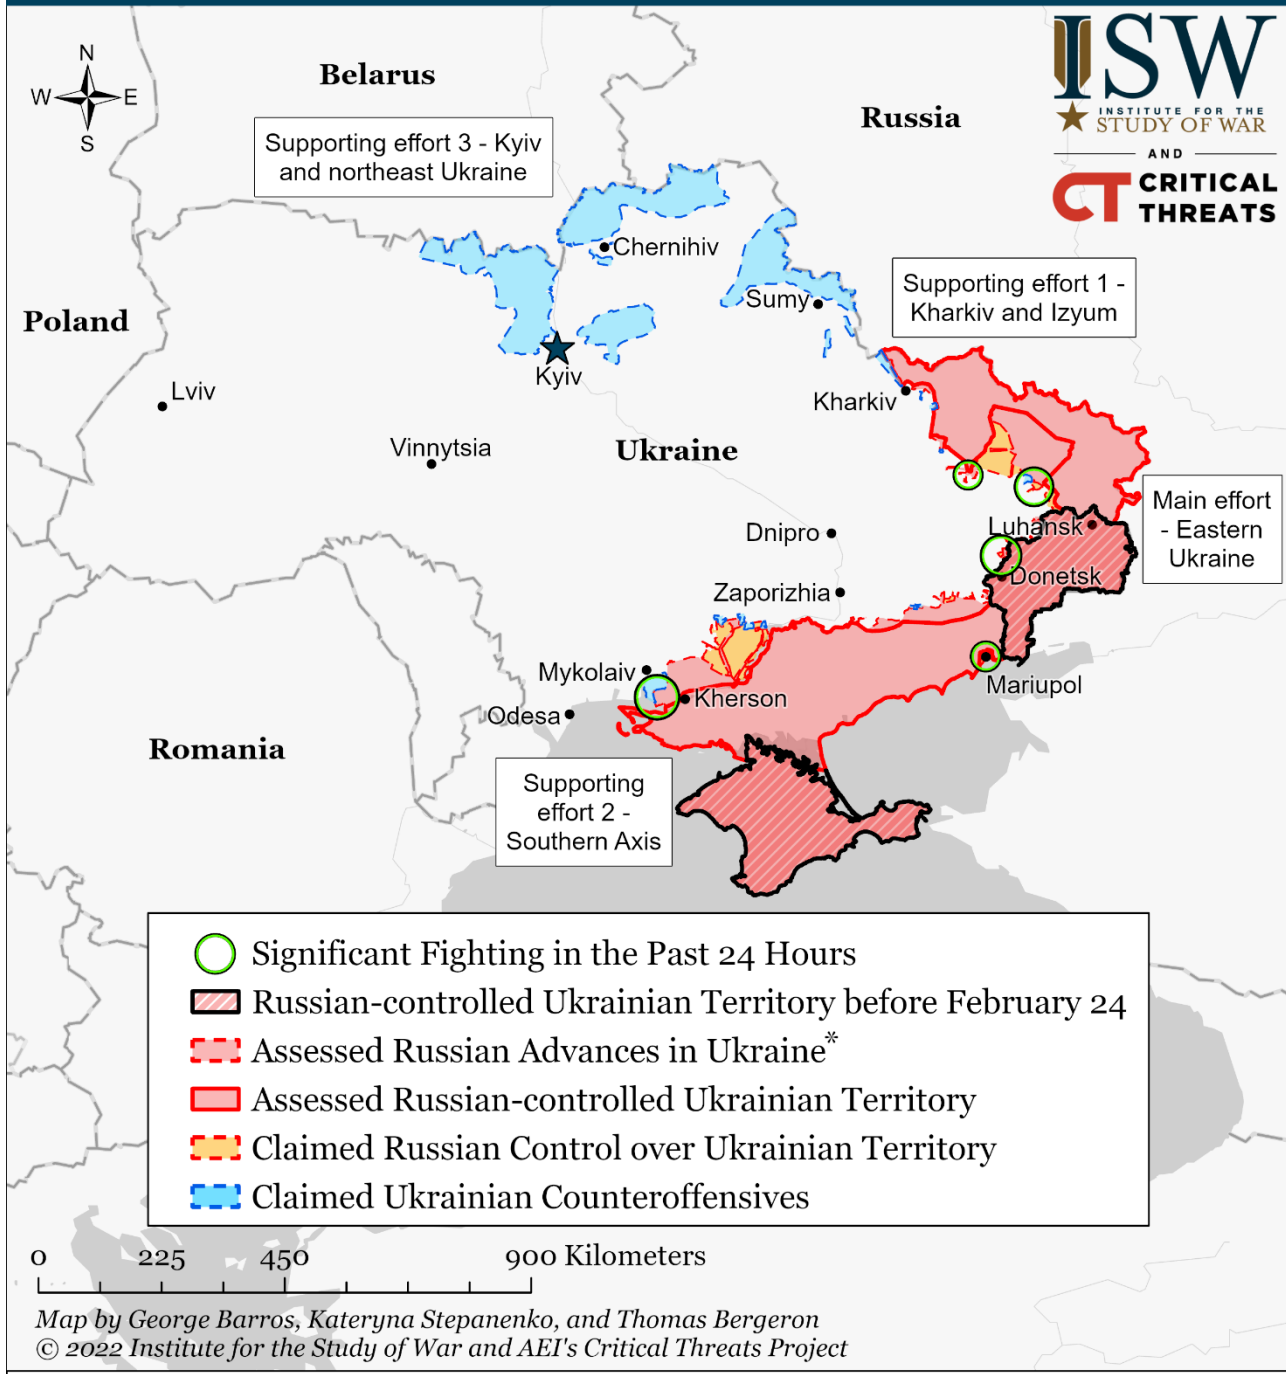 N
W E
S
Belarus
Russia
ISW
INSTITUTE FOR THE
STUDY OF WAR
AND
CT CRITICAL
THREATS
Supporting effort 3 - Kyiv
and northeast Ukraine
Chernihiv
Supporting effort 1 -
Kharkiv and Izyum
Sumy
Poland
Kyiv
Lviv
Kharkiv
Vinnytsia
Ukraine
Main effort
- Eastern
Ukraine
Luhansk
Dnipro
Donetsk
Zaporizhia
Mykolaiv
Mariupol
Kherson
Odesa
Romania
Supporting
effort 2 -
Southern Axis
Significant Fighting in the Past 24 Hours
Russian-controlled Ukrainian Territory before February 24
Assessed Russian Advances in Ukraine*
Assessed Russian-controlled Ukrainian Territory
Claimed Russian Control over Ukrainian Territory
Claimed Ukrainian Counteroffensives
0 225 450 900 Kilometers
Map by George Barros, Kateryna Stepanenko, and Thomas Bergeron
© 2022 Institute for the Study of War and AEI's Critical Threats Project